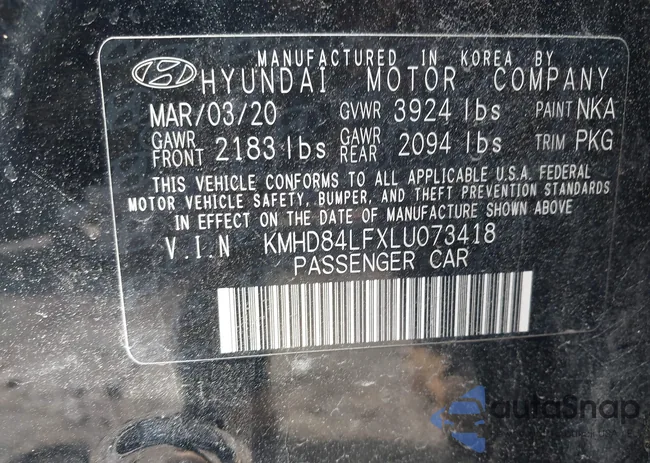 MANUFACTURED IN KOREA BY
HYUNDAI MOTOR COMPANY
MAR/03/20 GVWR 3924 lbs PAINT NKA
GAWR FRONT 2183 lbs GAWR REAR 2094 lbs TRIM PKG
THIS VEHICLE CONFORMS TO ALL APPLICABLE U.S.A. FEDERAL
MOTOR VEHICLE SAFETY, BUMPER, AND THEFT PREVENTION STANDARDS
IN EFFECT ON THE DATE OF MANUFACTURE SHOWN ABOVE
V.I.N KMHD84LFXLU073418
PASSENGER CAR
autoSnap